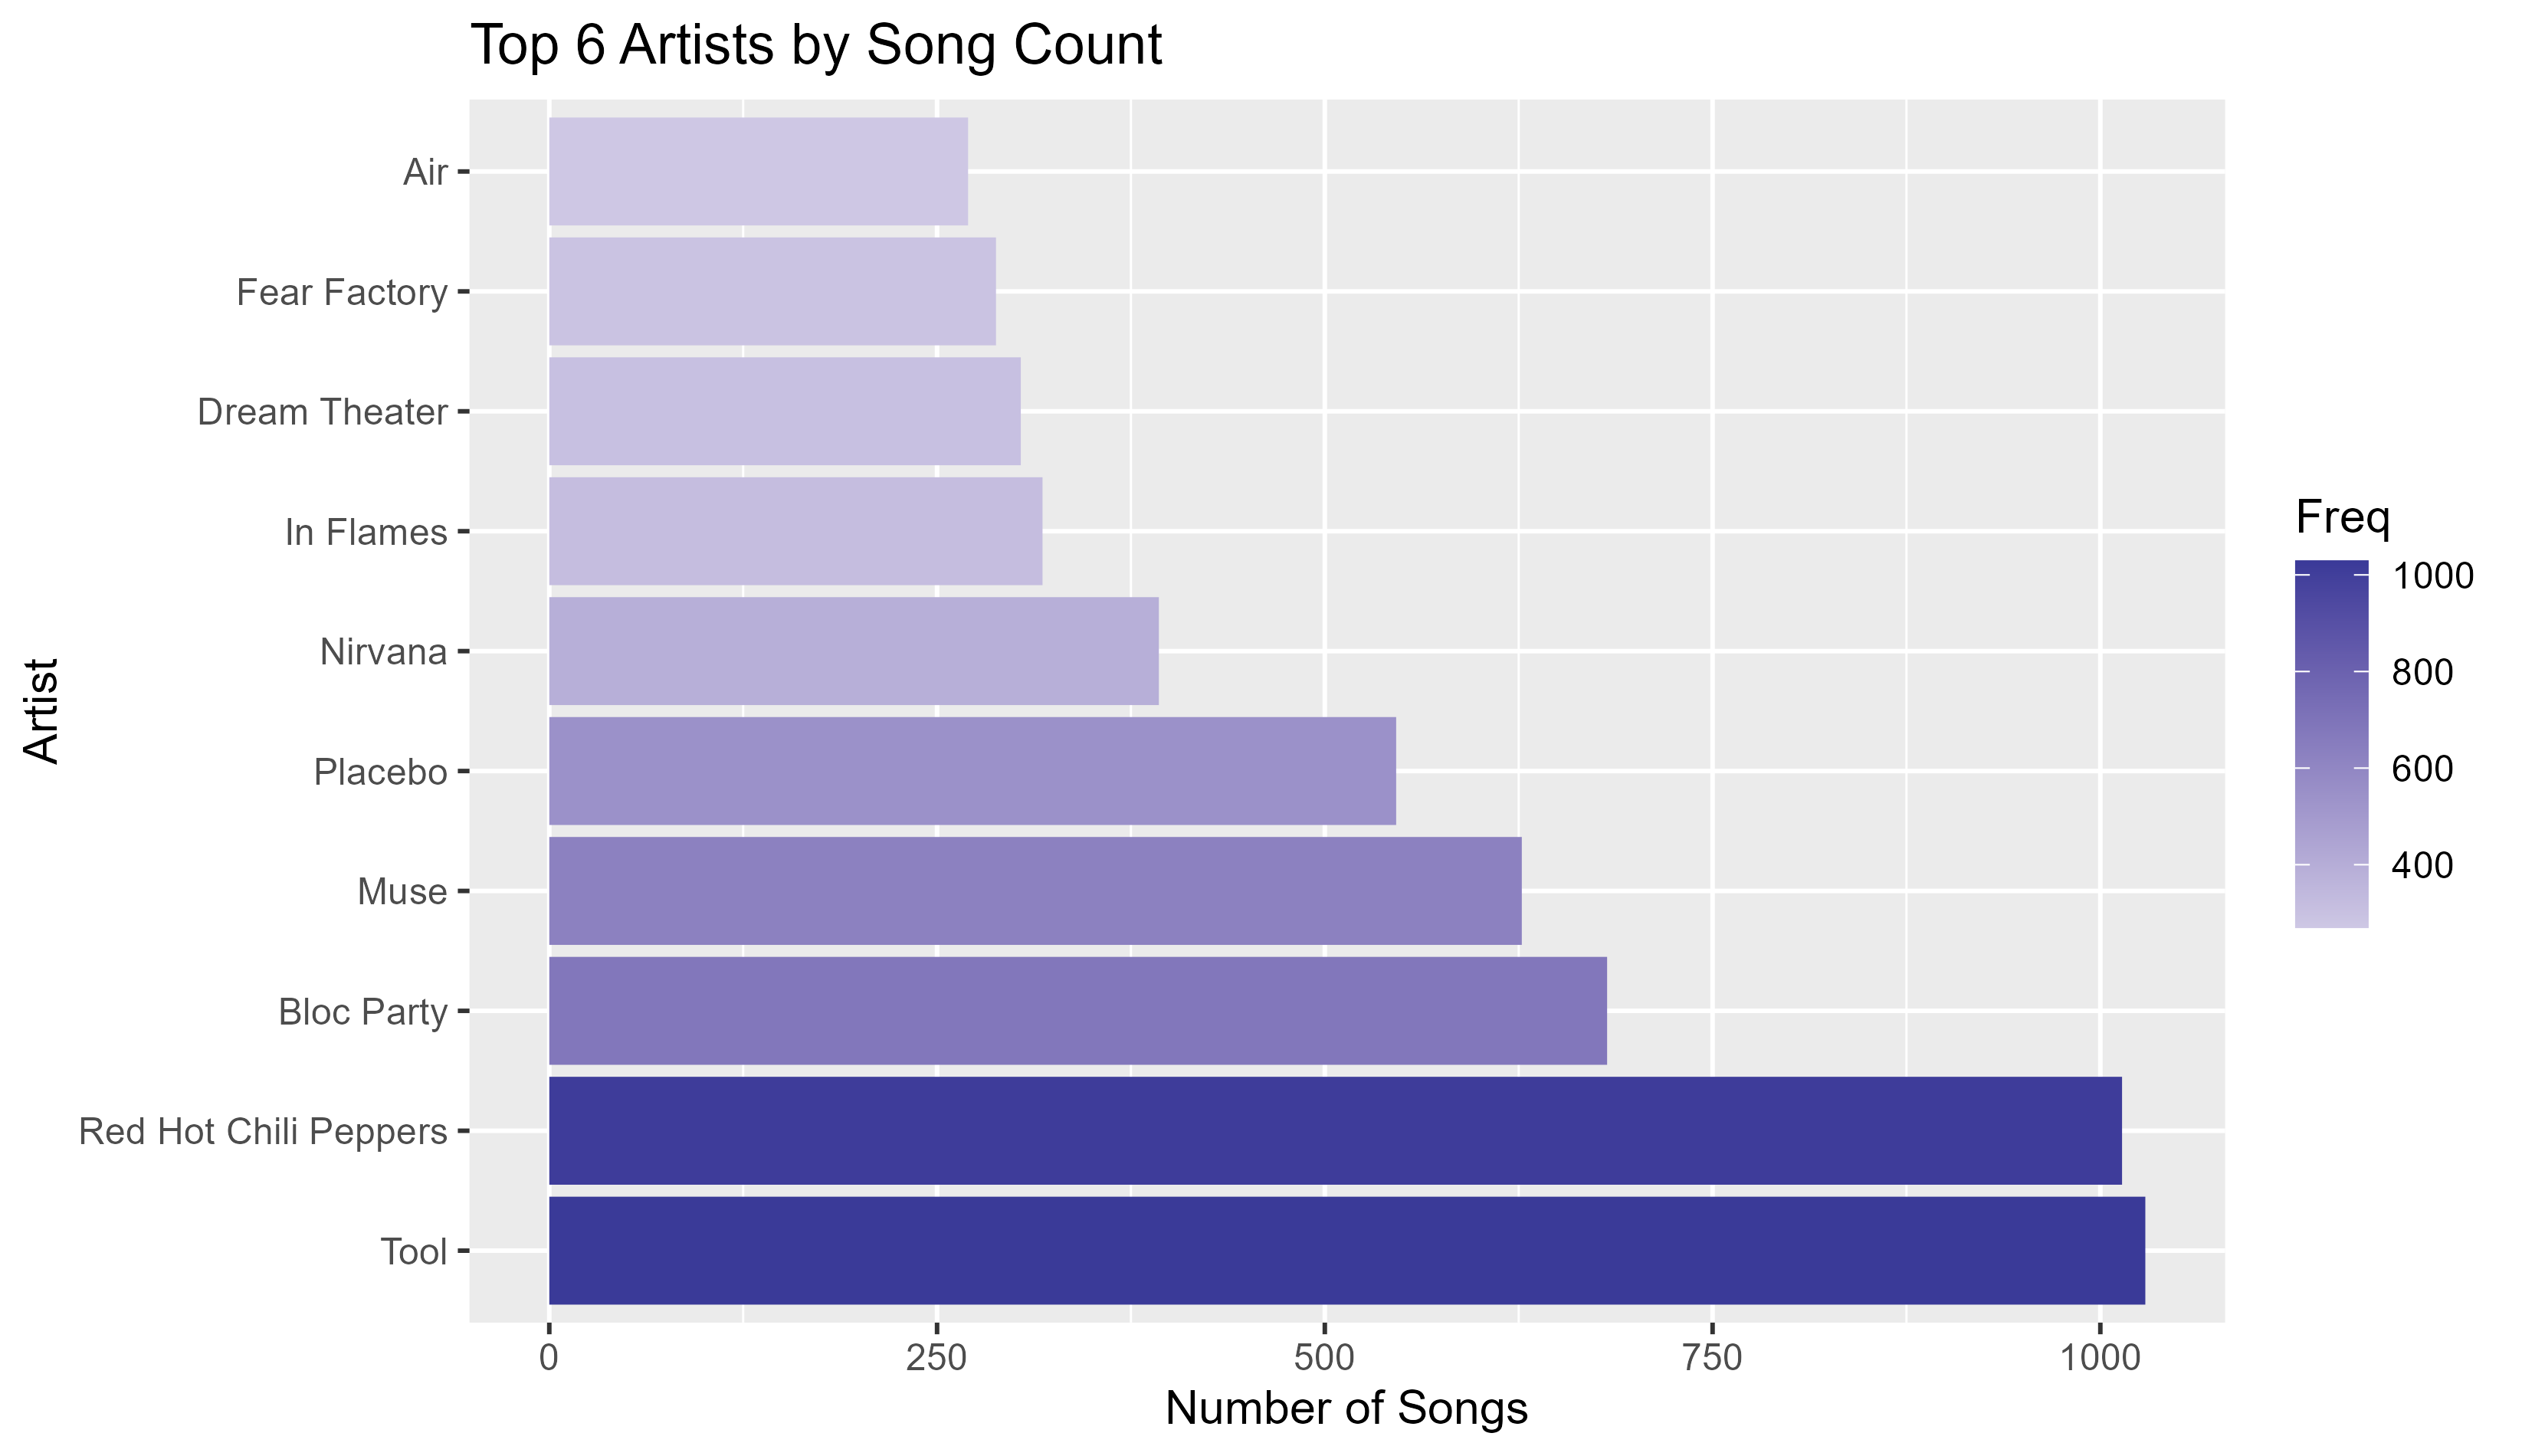 Top 6 Artists by Song Count
Artist
Air
Fear Factory
Dream Theater
In Flames
Nirvana
Placebo
Muse
Bloc Party
Red Hot Chili Peppers
Tool
0 250 500 750 1000
Number of Songs
Freq
1000
800
600
400